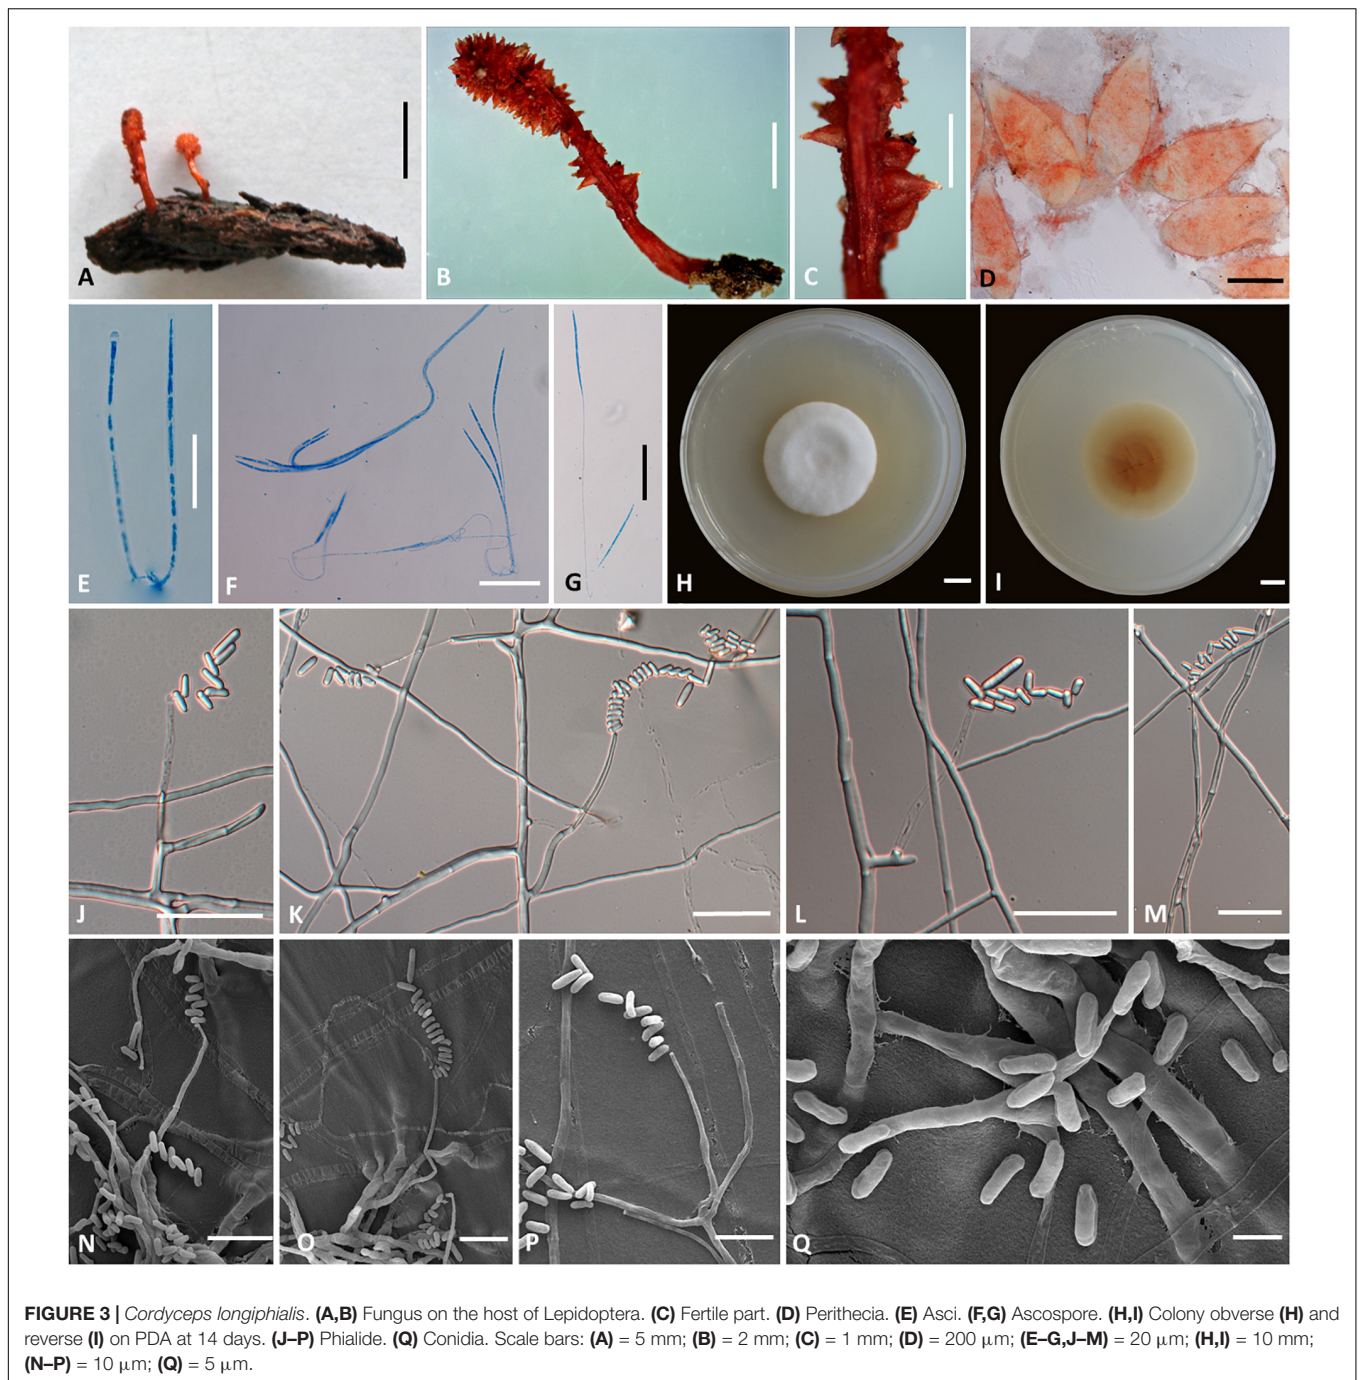 A
B
C
D
E
F
G
H
I
J
K
L
M
N
O
P
Q
FIGURE 3 | Cordyceps longiphialis. (A,B) Fungus on the host of Lepidoptera. (C) Fertile part. (D) Perithecia. (E) Asci. (F,G) Ascospore. (H,I) Colony obverse (H) and
reverse (I) on PDA at 14 days. (J–P) Phialide. (Q) Conidia. Scale bars: (A) = 5 mm; (B) = 2 mm; (C) = 1 mm; (D) = 200 μm; (E–G,J–M) = 20 μm; (H,I) = 10 mm;
(N–P) = 10 μm; (Q) = 5 μm.